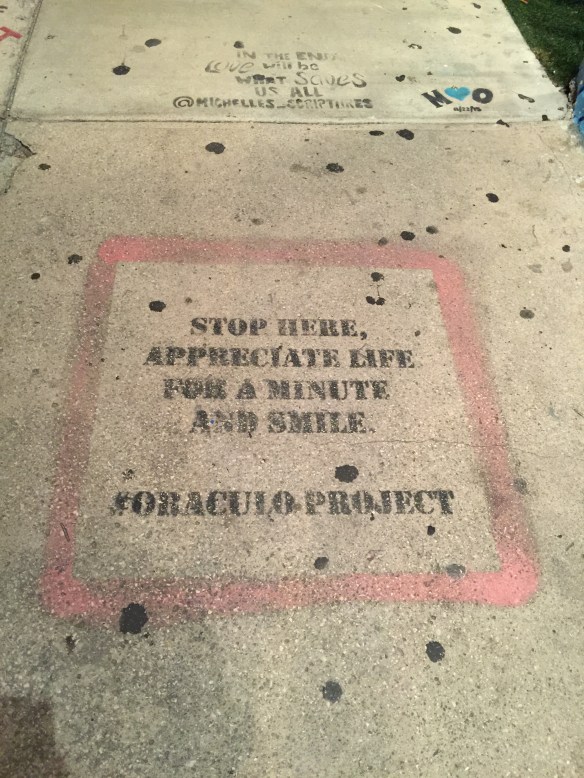 IN THE END
LOVE will be
WHAT SAVES
US ALL
@MICHELLES_SCRIPTURES
M O
STOP HERE,
APPRECIATE LIFE
FOR A MINUTE
AND SMILE.
#ORACULO PROJECT